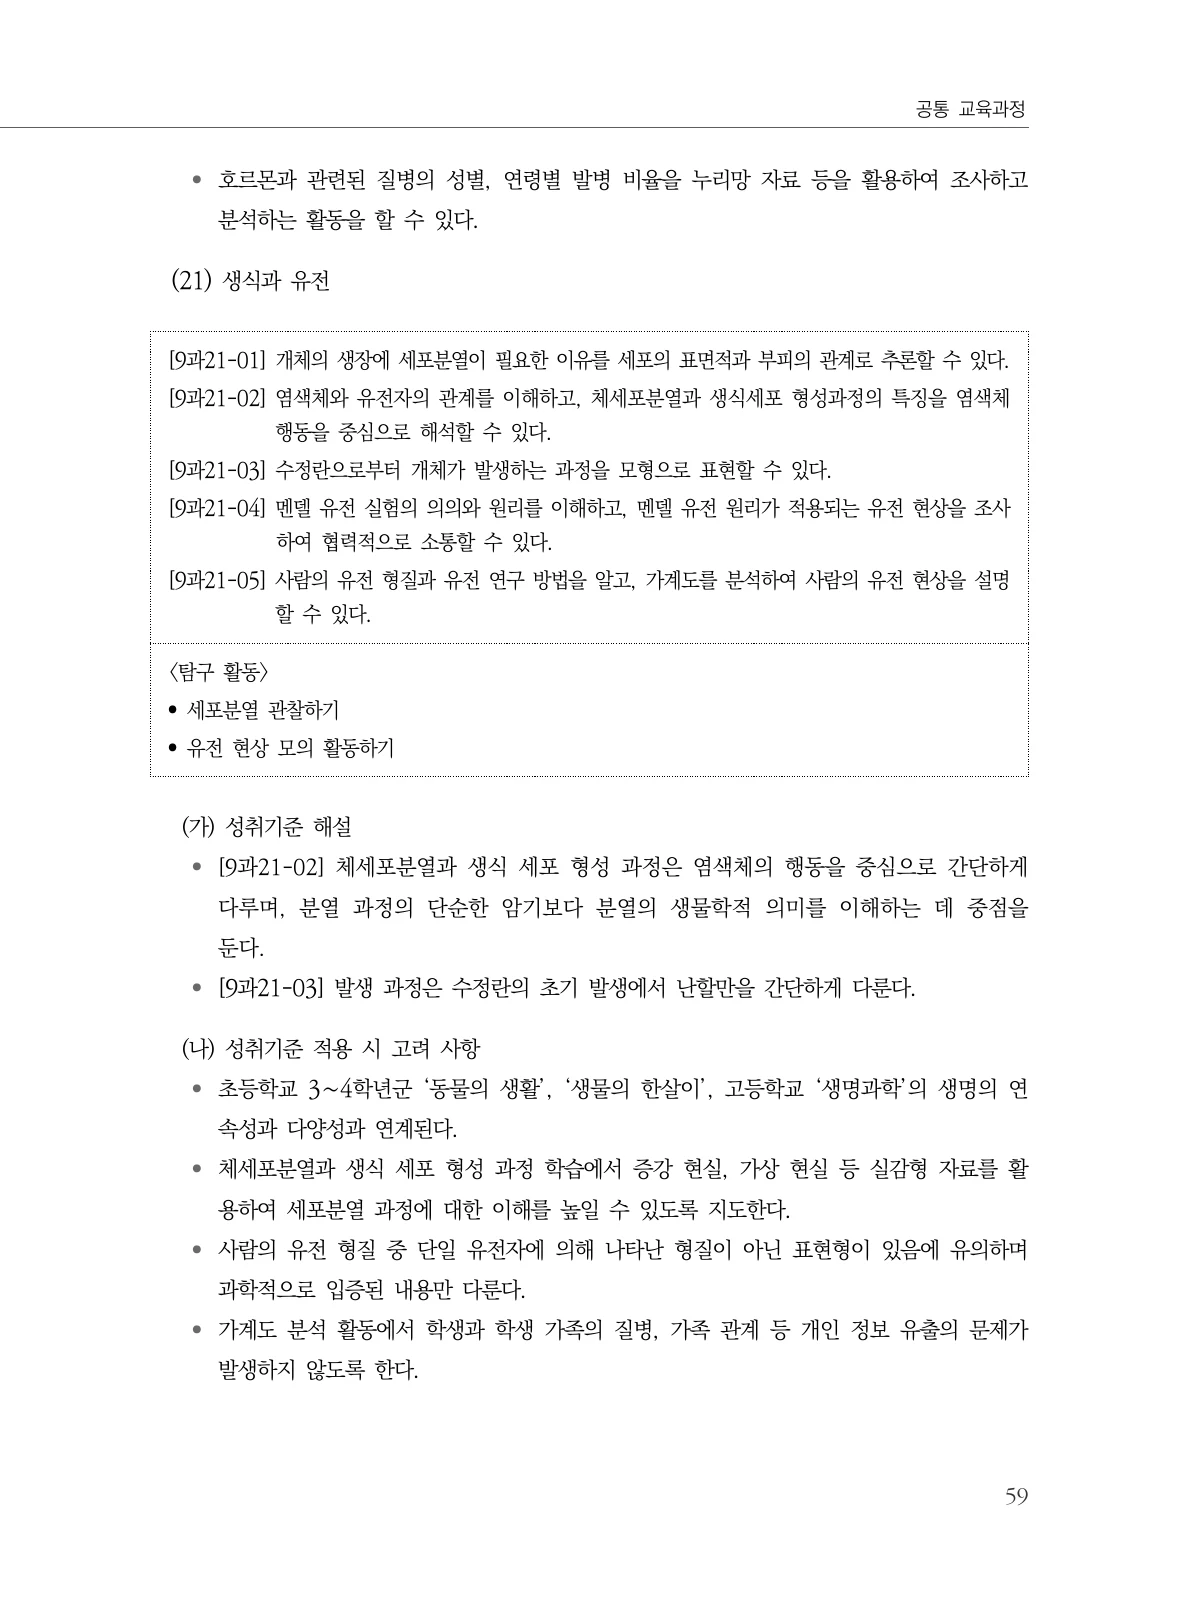 공통 교육과정
• 호르몬과 관련된 질병의 성별, 연령별 발병 비율을 누리망 자료 등을 활용하여 조사하고
분석하는 활동을 할 수 있다.
(21) 생식과 유전
[9과21-01] 개체의 생장에 세포분열이 필요한 이유를 세포의 표면적과 부피의 관계로 추론할 수 있다.
[9과21-02] 염색체와 유전자의 관계를 이해하고, 체세포분열과 생식세포 형성과정의 특징을 염색체
행동을 중심으로 해석할 수 있다.
[9과21-03] 수정란으로부터 개체가 발생하는 과정을 모형으로 표현할 수 있다.
[9과21-04] 멘델 유전 실험의 의의와 원리를 이해하고, 멘델 유전 원리가 적용되는 유전 현상을 조사
하여 협력적으로 소통할 수 있다.
[9과21-05] 사람의 유전 형질과 유전 연구 방법을 알고, 가계도를 분석하여 사람의 유전 현상을 설명
할 수 있다.
〈탐구 활동〉
• 세포분열 관찰하기
• 유전 현상 모의 활동하기
(가) 성취기준 해설
• [9과21-02] 체세포분열과 생식 세포 형성 과정은 염색체의 행동을 중심으로 간단하게
다루며, 분열 과정의 단순한 암기보다 분열의 생물학적 의미를 이해하는 데 중점을
둔다.
• [9과21-03] 발생 과정은 수정란의 초기 발생에서 난할만을 간단하게 다룬다.
(나) 성취기준 적용 시 고려 사항
• 초등학교 3~4학년군 ‘동물의 생활’, ‘생물의 한살이’, 고등학교 ‘생명과학’의 생명의 연
속성과 다양성과 연계된다.
• 체세포분열과 생식 세포 형성 과정 학습에서 증강 현실, 가상 현실 등 실감형 자료를 활
용하여 세포분열 과정에 대한 이해를 높일 수 있도록 지도한다.
• 사람의 유전 형질 중 단일 유전자에 의해 나타난 형질이 아닌 표현형이 있음에 유의하며
과학적으로 입증된 내용만 다룬다.
• 가계도 분석 활동에서 학생과 학생 가족의 질병, 가족 관계 등 개인 정보 유출의 문제가
발생하지 않도록 한다.
59